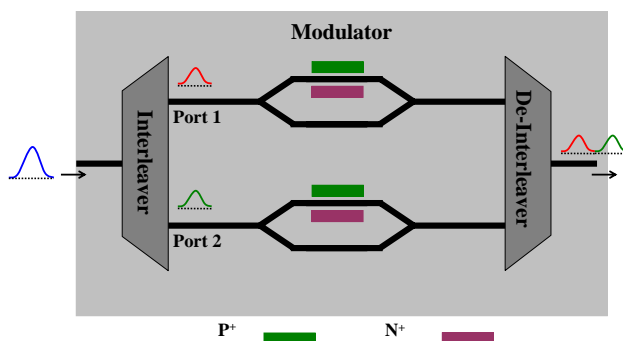 Modulator
Interleaver
Port 1
Port 2
De-Interleaver
P⁺
N⁺